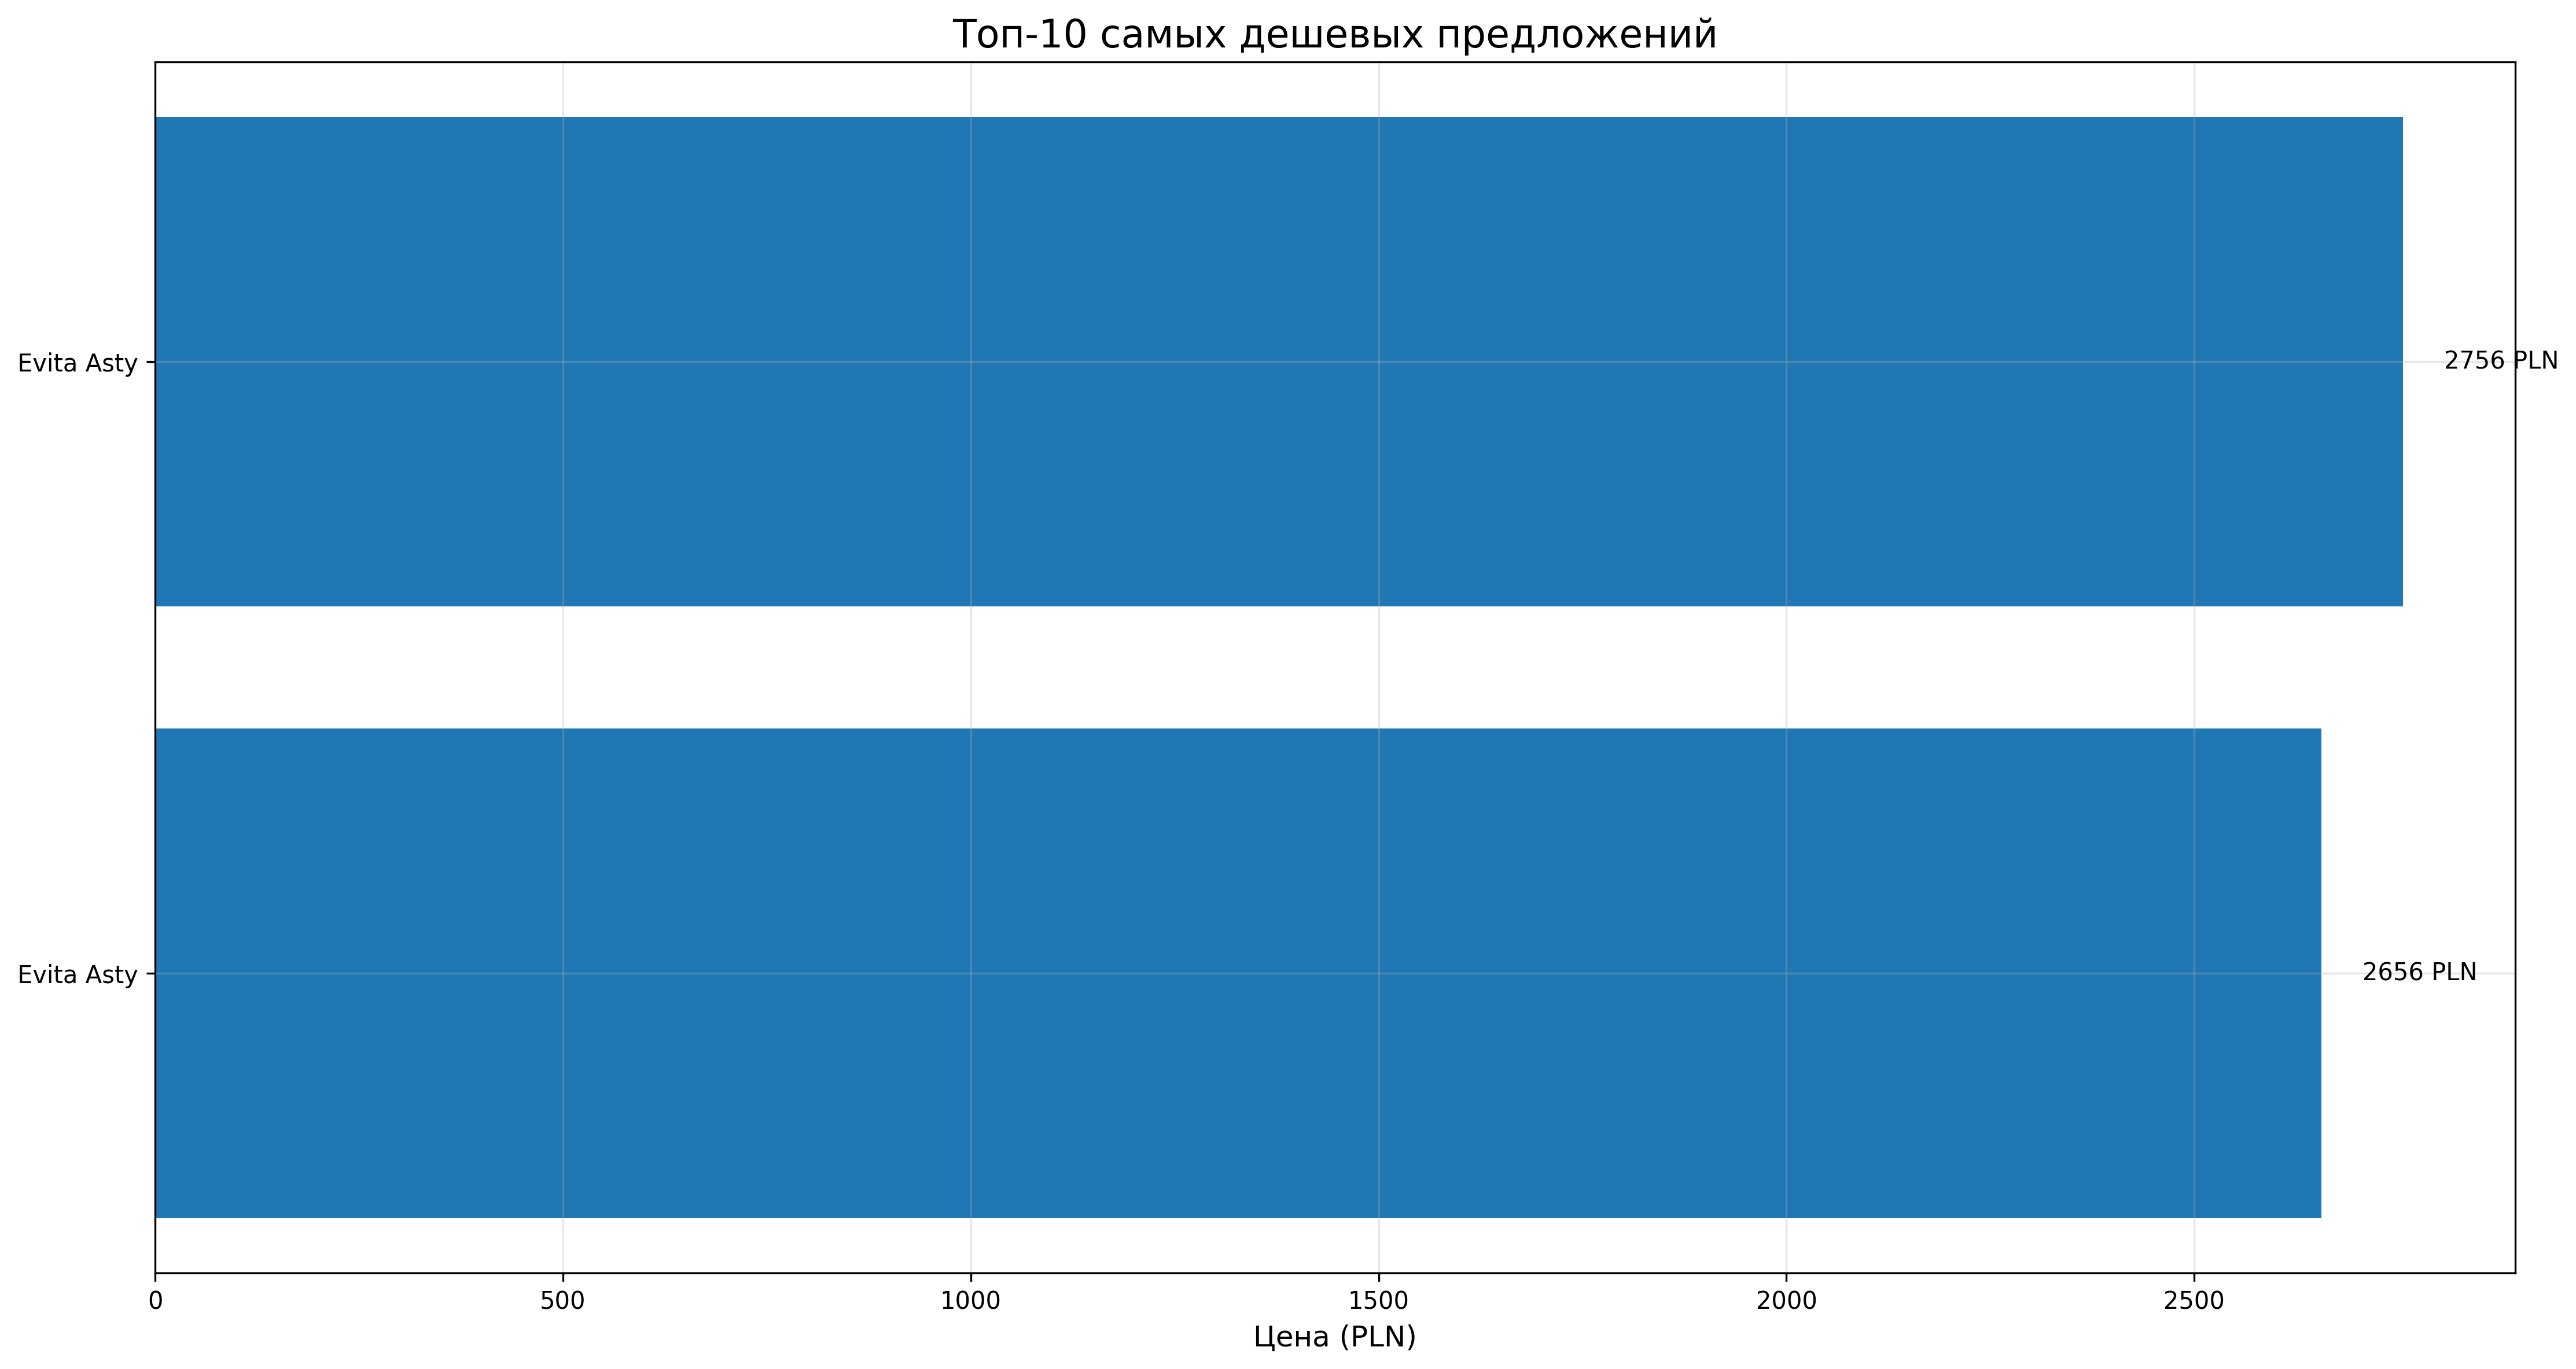 Топ-10 самых дешевых предложений
Evita Asty
2756 PLN
Evita Asty
2656 PLN
0 500 1000 1500 2000 2500
Цена (PLN)